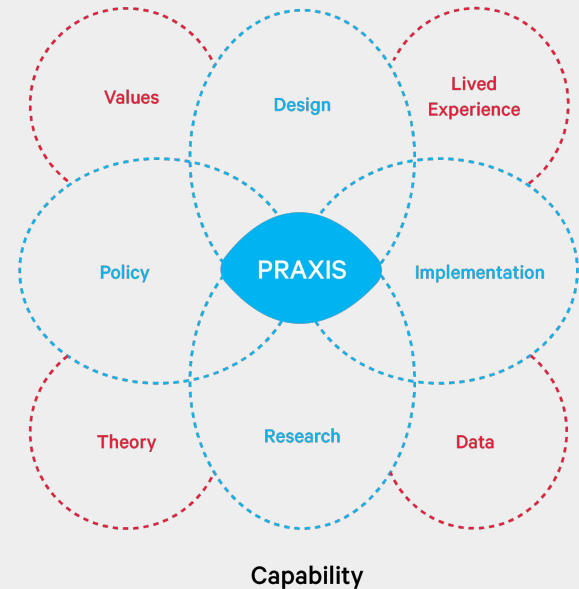 Values
Design
Lived
Experience
Policy
PRAXIS
Implementation
Theory
Research
Data
Capability